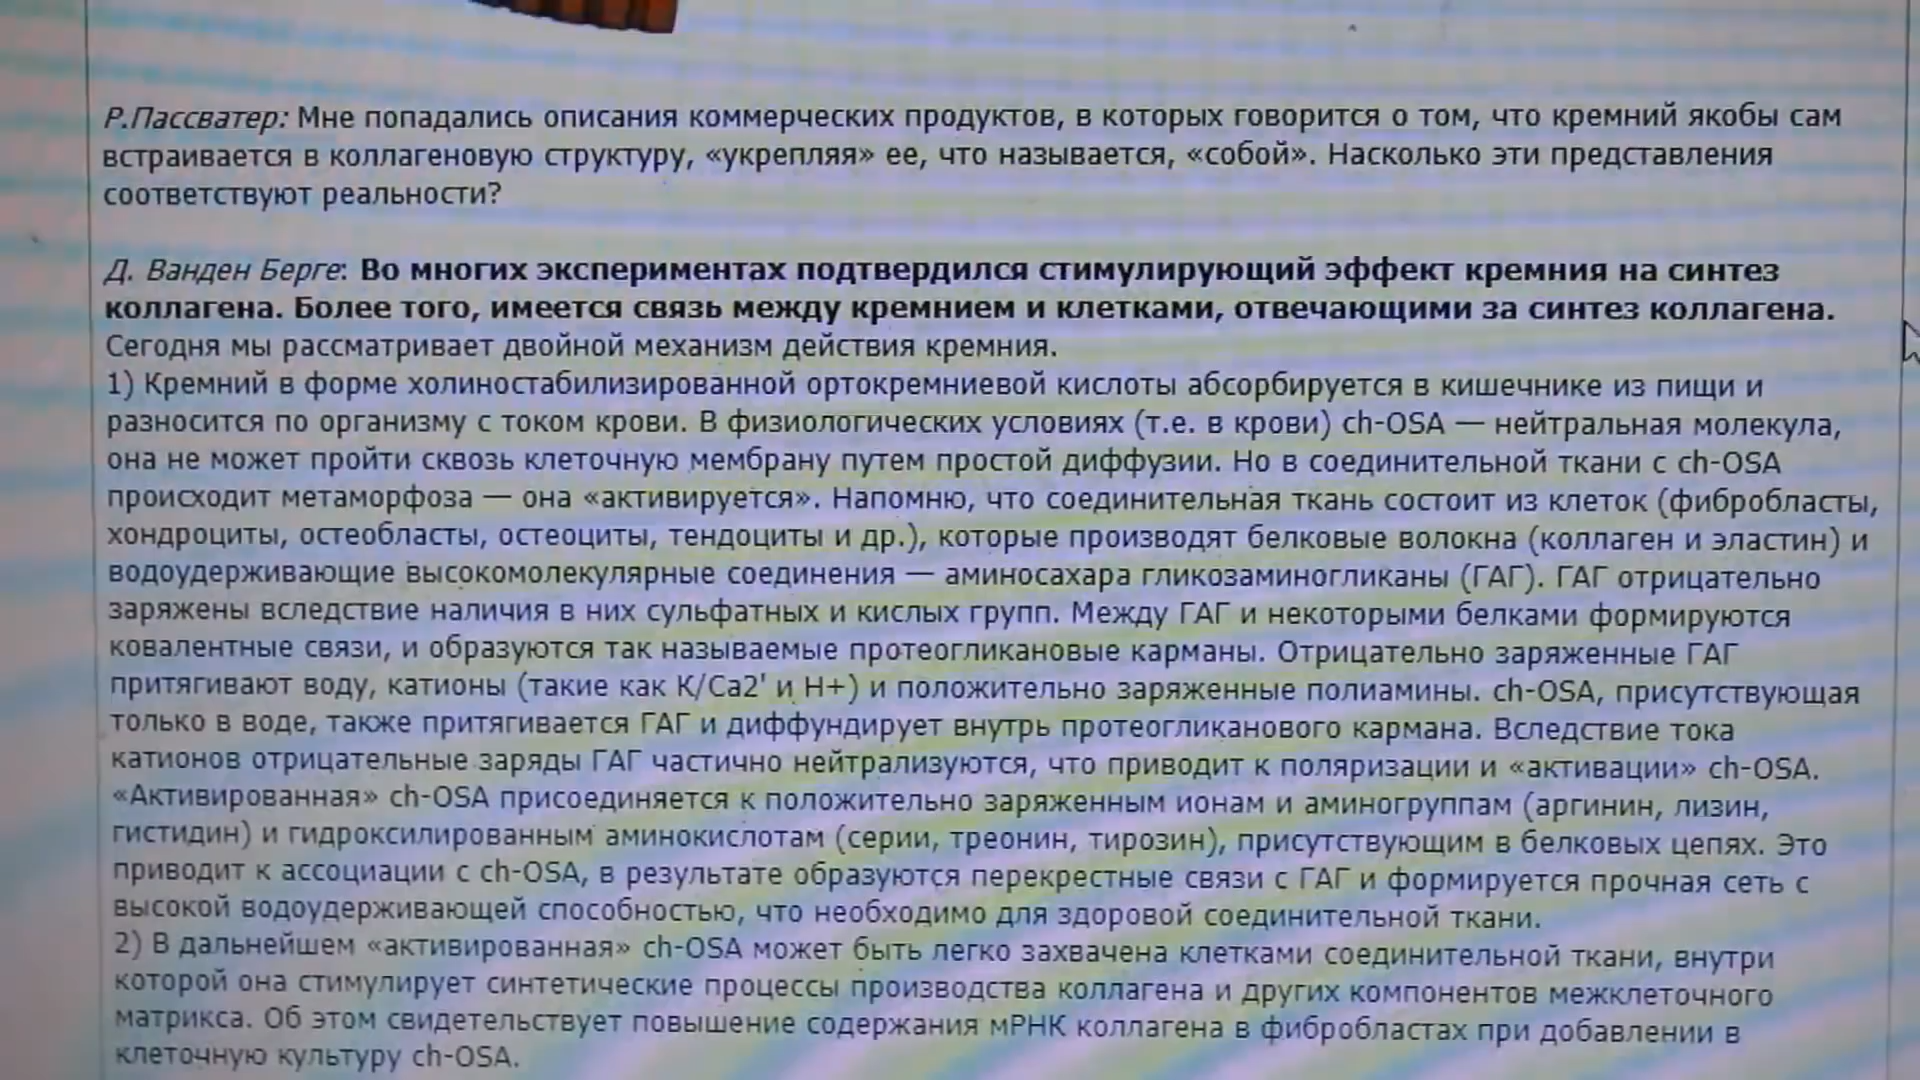 Р.Пассватер: Мне попадались описания коммерческих продуктов, в которых говорится о том, что кремний якобы сам
встраивается в коллагеновую структуру, «укрепляя» ее, что называется, «собой». Насколько эти представления
соответствуют реальности?
Д. Ванден Берге: Во многих экспериментах подтвердился стимулирующий эффект кремния на синтез
коллагена. Более того, имеется связь между кремнием и клетками, отвечающими за синтез коллагена.
Сегодня мы рассматривает двойной механизм действия кремния.
1) Кремний в форме холиностабилизированной ортокремниевой кислоты абсорбируется в кишечнике из пищи и
разносится по организму с током крови. В физиологических условиях (т.е. в крови) ch-OSA — нейтральная молекула,
она не может пройти сквозь клеточную мембрану путем простой диффузии. Но в соединительной ткани с ch-OSA
происходит метаморфоза — она «активируется». Напомню, что соединительная ткань состоит из клеток (фибробласты,
хондроциты, остеобласты, остеоциты, тендоциты и др.), которые производят белковые волокна (коллаген и эластин) и
водоудерживающие высокомолекулярные соединения — аминосахара гликозаминогликаны (ГАГ). ГАГ отрицательно
заряжены вследствие наличия в них сульфатных и кислых групп. Между ГАГ и некоторыми белками формируются
ковалентные связи, и образуются так называемые протеогликановые карманы. Отрицательно заряженные ГАГ
притягивают воду, катионы (такие как K/Ca2' и H+) и положительно заряженные полиамины. ch-OSA, присутствующая
только в воде, также притягивается ГАГ и диффундирует внутрь протеогликанового кармана. Вследствие тока
катионов отрицательные заряды ГАГ частично нейтрализуются, что приводит к поляризации и «активации» ch-OSA.
«Активированная» ch-OSA присоединяется к положительно заряженным ионам и аминогруппам (аргинин, лизин,
гистидин) и гидроксилированным аминокислотам (серии, треонин, тирозин), присутствующим в белковых цепях. Это
приводит к ассоциации с ch-OSA, в результате образуются перекрестные связи с ГАГ и формируется прочная сеть с
высокой водоудерживающей способностью, что необходимо для здоровой соединительной ткани.
2) В дальнейшем «активированная» ch-OSA может быть легко захвачена клетками соединительной ткани, внутри
которой она стимулирует синтетические процессы производства коллагена и других компонентов межклеточного
матрикса. Об этом свидетельствует повышение содержания мРНК коллагена в фибробластах при добавлении в
клеточную культуру ch-OSA.